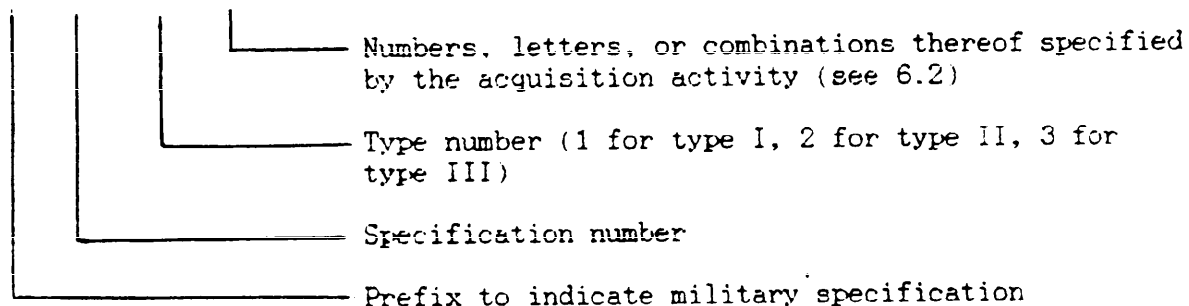 Numbers, letters, or combinations thereof specified
by the acquisition activity (see 6.2)
Type number (1 for type I, 2 for type II, 3 for
type III)
Specification number
Prefix to indicate military specification